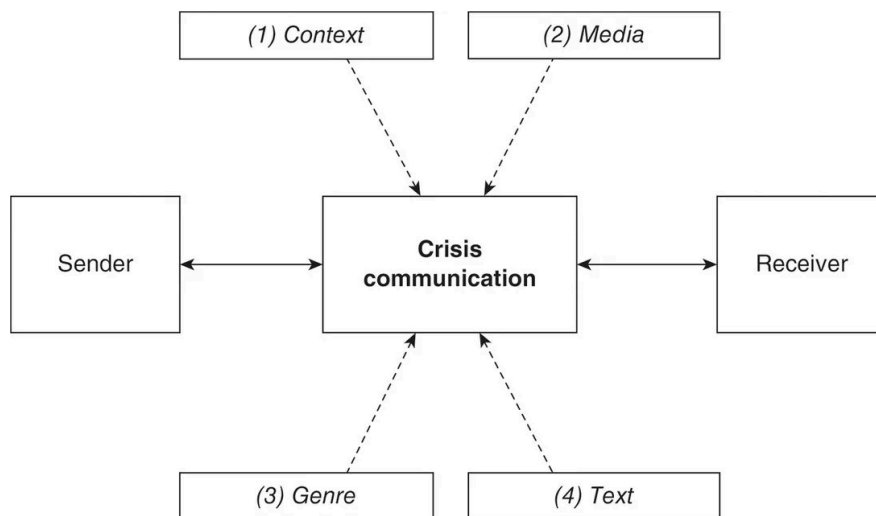 (1) Context
(2) Media
Sender
Crisis
communication
Receiver
(3) Genre
(4) Text